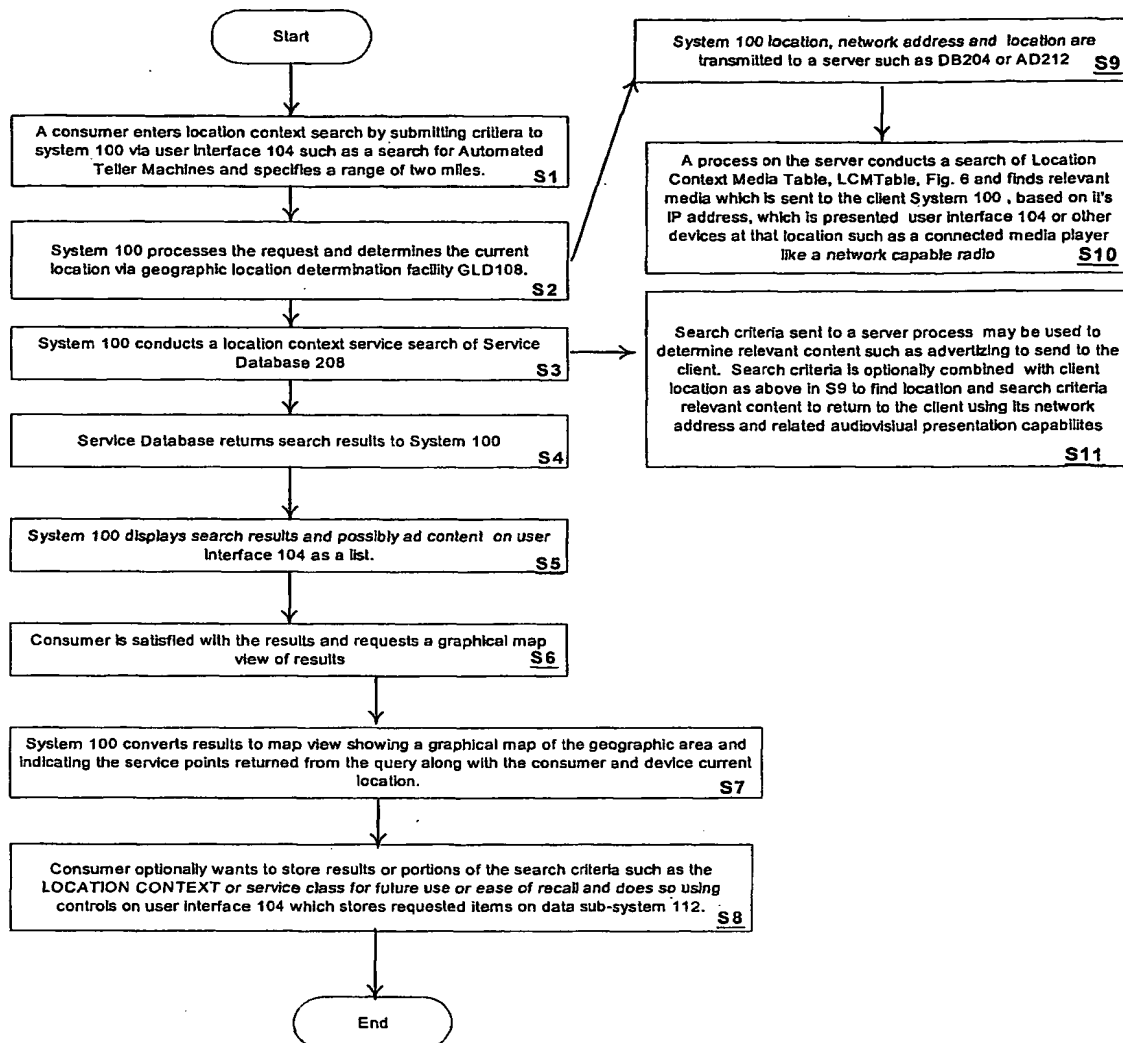 Start
A consumer enters location context search by submitting critiera to
system 100 via user interface 104 such as a search for Automated
Teller Machines and specifies a range of two miles.
S1
System 100 processes the request and determines the current
location via geographic location determination facility GLD108.
S2
System 100 conducts a location context service search of Service
Database 208
S3
Service Database returns search results to System 100
S4
System 100 displays search results and possibly ad content on user
interface 104 as a list.
S5
Consumer is satisfied with the results and requests a graphical map
view of results
S6
System 100 converts results to map view showing a graphical map of the geographic area and
indicating the service points returned from the query along with the consumer and device current
location.
S7
Consumer optionally wants to store results or portions of the search criteria such as the
LOCATION CONTEXT or service class for future use or ease of recall and does so using
controls on user interface 104 which stores requested items on data sub-system 112.
S8
End
System 100 location, network address and location are
transmitted to a server such as DB204 or AD212
S9
A process on the server conducts a search of Location
Context Media Table, LCMTable, Fig. 6 and finds relevant
media which is sent to the client System 100 , based on it's
IP address, which is presented user interface 104 or other
devices at that location such as a connected media player
like a network capable radio
S10
Search criteria sent to a server process may be used to
determine relevant content such as advertizing to send to the
client. Search criteria is optionally combined with client
location as above in S9 to find location and search criteria
relevant content to return to the client using its network
address and related audiovisiual presentation capabilites
S11